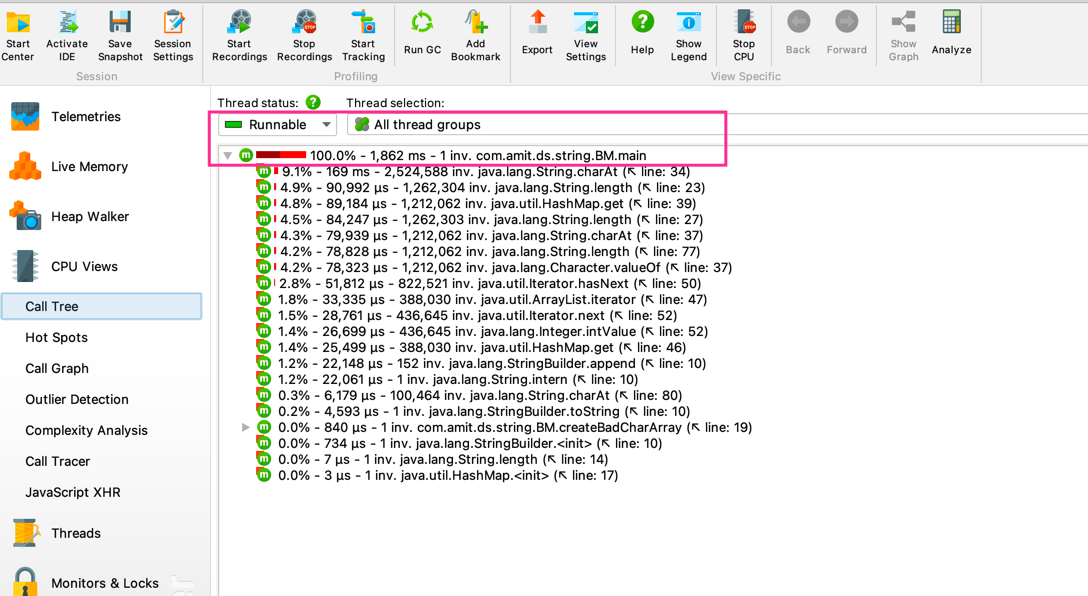 Start Center
Activate IDE
Save Snapshot
Session Settings
Start Recordings
Stop Recordings
Start Tracking
Run GC
Add Bookmark
Export
View Settings
Help
Show Legend
Stop CPU
Back
Forward
Show Graph
Analyze
Session
Profiling
View Specific
Telemetries
Live Memory
Heap Walker
CPU Views
Call Tree
Hot Spots
Call Graph
Outlier Detection
Complexity Analysis
Call Tracer
JavaScript XHR
Threads
Monitors & Locks
Thread status: ? Thread selection:
Runnable All thread groups
m 100.0% - 1,862 ms - 1 inv. com.amit.ds.string.BM.main
m 9.1% - 169 ms - 2,524,588 inv. java.lang.String.charAt (↖ line: 34)
m 4.9% - 90,992 µs - 1,262,304 inv. java.lang.String.length (↖ line: 23)
m 4.8% - 89,184 µs - 1,212,062 inv. java.util.HashMap.get (↖ line: 39)
m 4.5% - 84,247 µs - 1,262,303 inv. java.lang.String.length (↖ line: 27)
m 4.3% - 79,939 µs - 1,212,062 inv. java.lang.String.charAt (↖ line: 37)
m 4.2% - 78,828 µs - 1,212,062 inv. java.lang.String.length (↖ line: 77)
m 4.2% - 78,323 µs - 1,212,062 inv. java.lang.Character.valueOf (↖ line: 37)
m 2.8% - 51,812 µs - 822,521 inv. java.util.Iterator.hasNext (↖ line: 50)
m 1.8% - 33,335 µs - 388,030 inv. java.util.ArrayList.iterator (↖ line: 47)
m 1.5% - 28,761 µs - 436,645 inv. java.util.Iterator.next (↖ line: 52)
m 1.4% - 26,699 µs - 436,645 inv. java.lang.Integer.intValue (↖ line: 52)
m 1.4% - 25,499 µs - 388,030 inv. java.util.HashMap.get (↖ line: 46)
m 1.2% - 22,148 µs - 152 inv. java.lang.StringBuilder.append (↖ line: 10)
m 1.2% - 22,061 µs - 1 inv. java.lang.String.intern (↖ line: 10)
m 0.3% - 6,179 µs - 100,464 inv. java.lang.String.charAt (↖ line: 80)
m 0.2% - 4,593 µs - 1 inv. java.lang.StringBuilder.toString (↖ line: 10)
m 0.0% - 840 µs - 1 inv. com.amit.ds.string.BM.createBadCharArray (↖ line: 19)
m 0.0% - 734 µs - 1 inv. java.lang.StringBuilder.<init> (↖ line: 10)
m 0.0% - 7 µs - 1 inv. java.lang.String.length (↖ line: 14)
m 0.0% - 3 µs - 1 inv. java.util.HashMap.<init> (↖ line: 17)